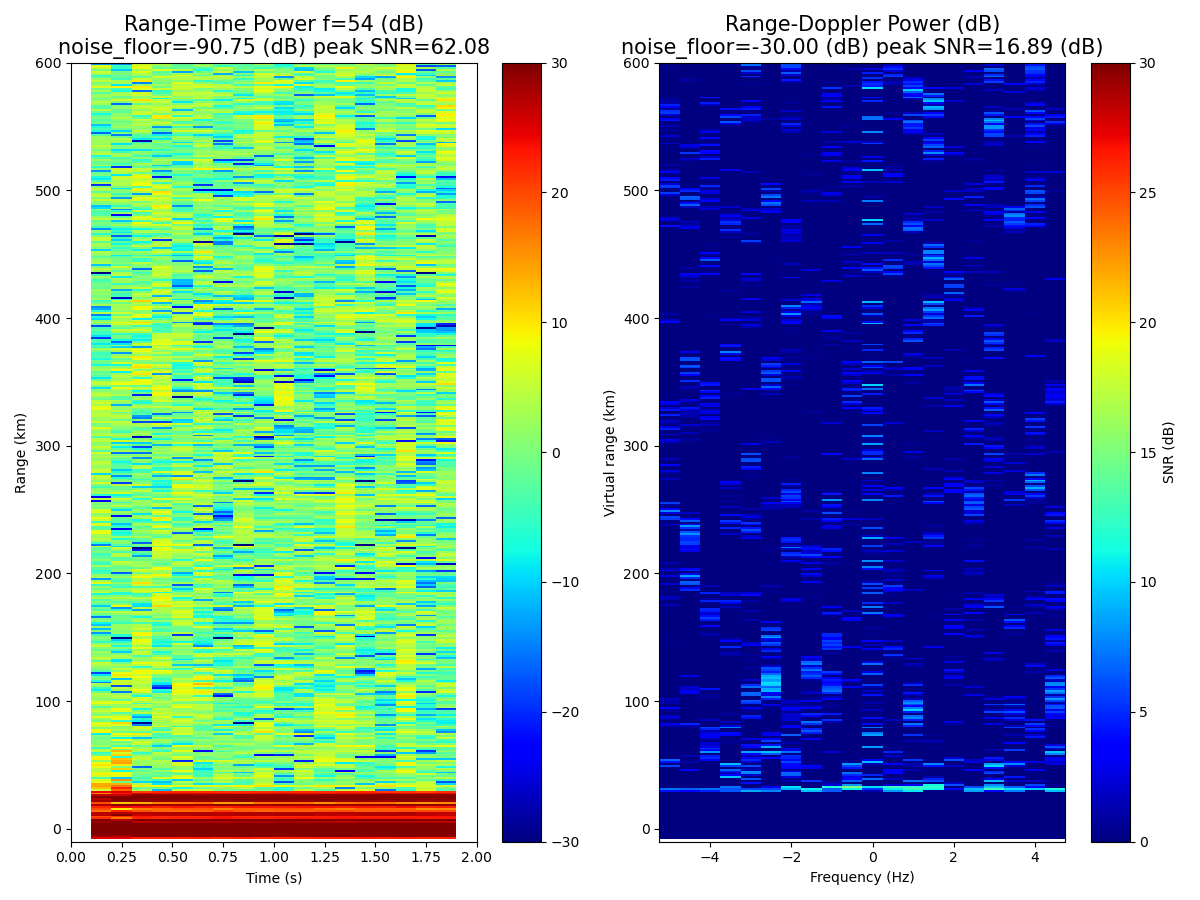 Range-Time Power f=54 (dB)
noise_floor=-90.75 (dB) peak SNR=62.08
Range (km)
600
500
400
300
200
100
0
0.00 0.25 0.50 0.75 1.00 1.25 1.50 1.75 2.00
Time (s)
30
20
10
0
−10
−20
−30
Range-Doppler Power (dB)
noise_floor=-30.00 (dB) peak SNR=16.89 (dB)
Virtual range (km)
600
500
400
300
200
100
0
−4 −2 0 2 4
Frequency (Hz)
30
25
20
15
10
5
0
SNR (dB)